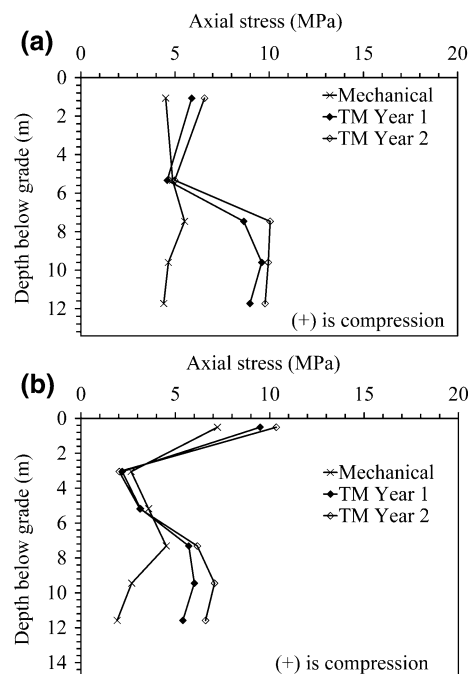 (a)
Axial stress (MPa)
0 5 10 15 20
0
2
4
6
8
10
12
Depth below grade (m)
Mechanical
TM Year 1
TM Year 2
(+) is compression
(b)
Axial stress (MPa)
0 5 10 15 20
0
2
4
6
8
10
12
14
Depth below grade (m)
Mechanical
TM Year 1
TM Year 2
(+) is compression